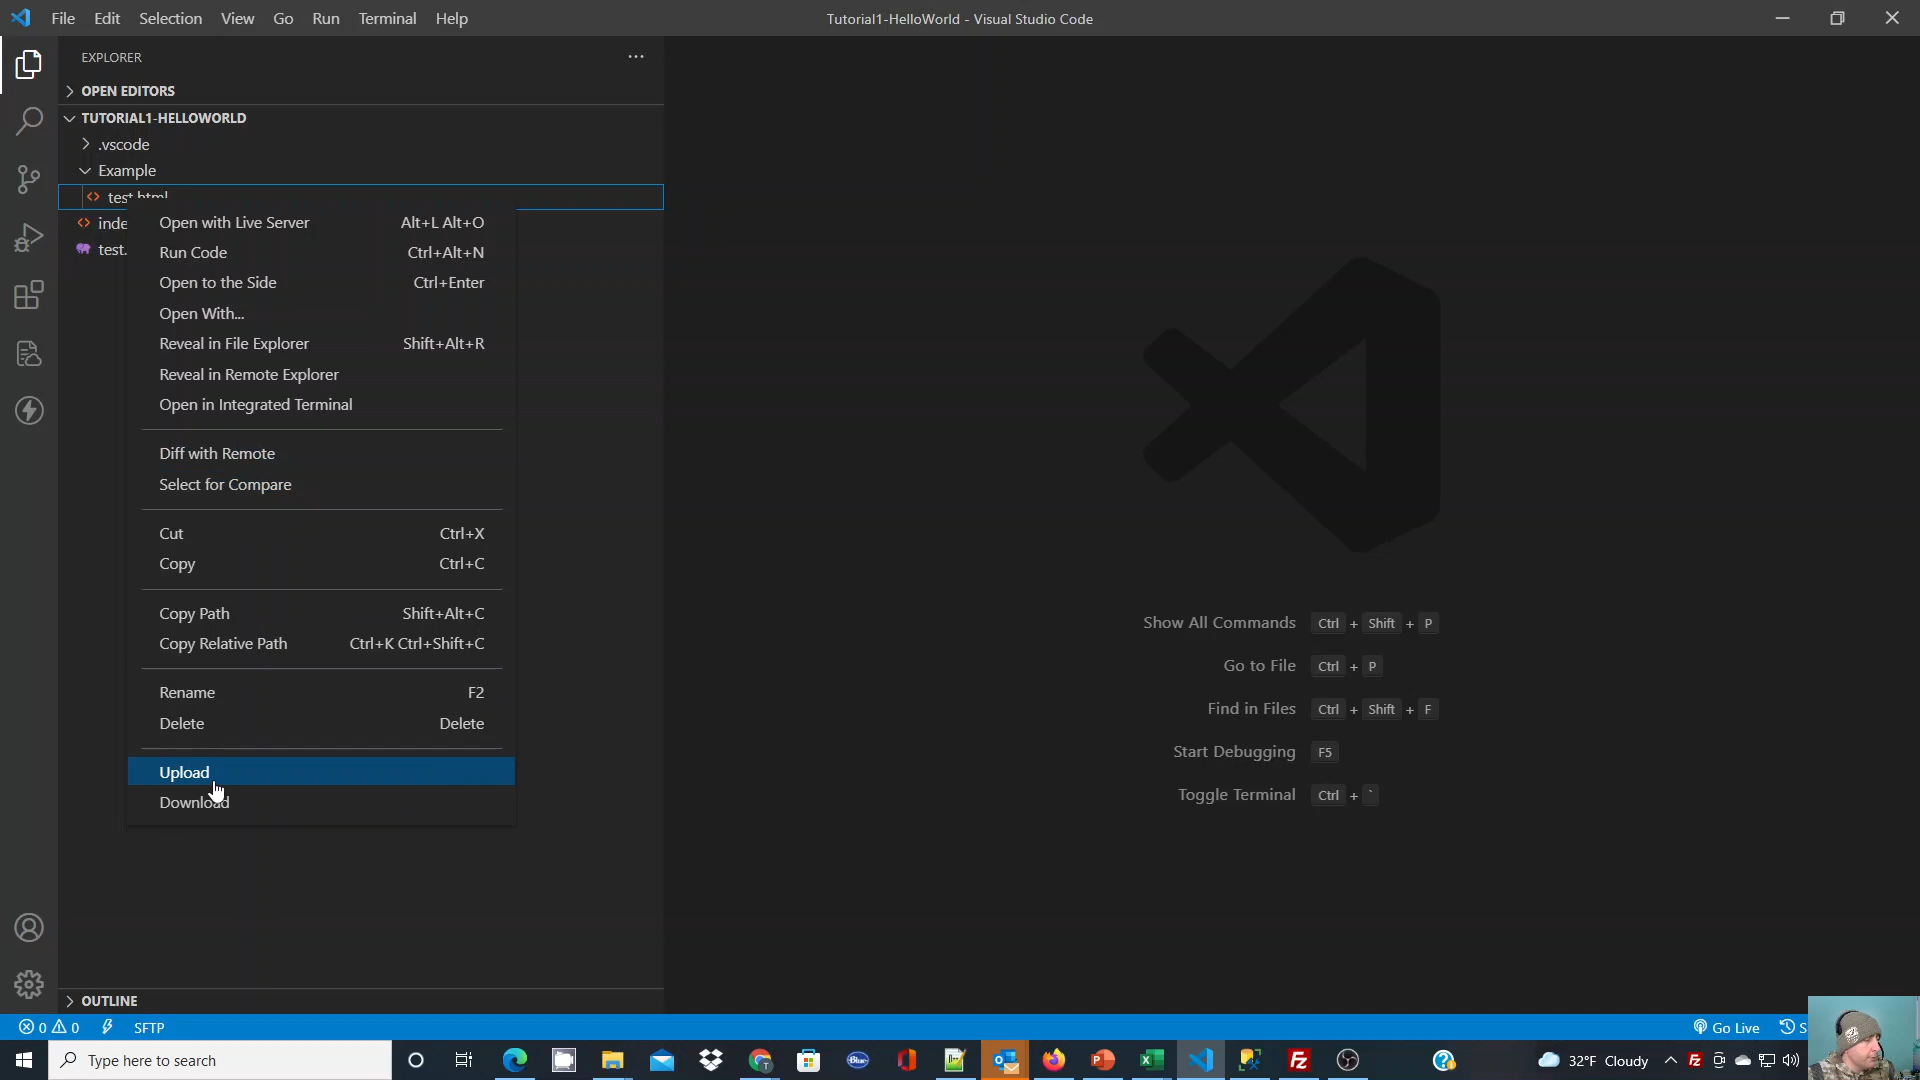 File Edit Selection View Go Run Terminal Help
Tutorial1-HelloWorld - Visual Studio Code
EXPLORER
OPEN EDITORS
TUTORIAL1-HELLOWORLD
.vscode
Example
test.html
inde
test.
Open with Live Server Alt+L Alt+O
Run Code Ctrl+Alt+N
Open to the Side Ctrl+Enter
Open With...
Reveal in File Explorer Shift+Alt+R
Reveal in Remote Explorer
Open in Integrated Terminal
Diff with Remote
Select for Compare
Cut Ctrl+X
Copy Ctrl+C
Copy Path Shift+Alt+C
Copy Relative Path Ctrl+K Ctrl+Shift+C
Rename F2
Delete Delete
Upload
Download
Show All Commands Ctrl + Shift + P
Go to File Ctrl + P
Find in Files Ctrl + Shift + F
Start Debugging F5
Toggle Terminal Ctrl + `
OUTLINE
0 0 SFTP
Go Live S
Type here to search
Blue
32°F Cloudy